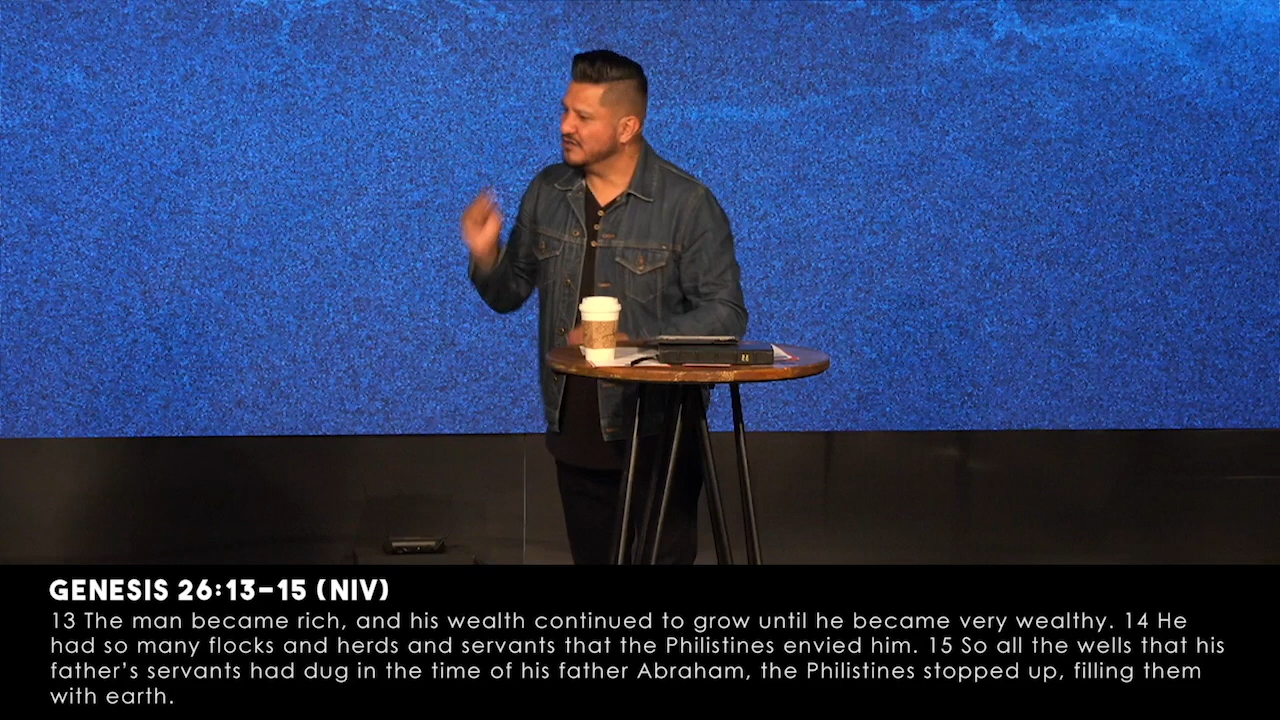 GENESIS 26:13-15 (NIV)
13 The man became rich, and his wealth continued to grow until he became very wealthy. 14 He
had so many flocks and herds and servants that the Philistines envied him. 15 So all the wells that his
father's servants had dug in the time of his father Abraham, the Philistines stopped up, filling them
with earth.